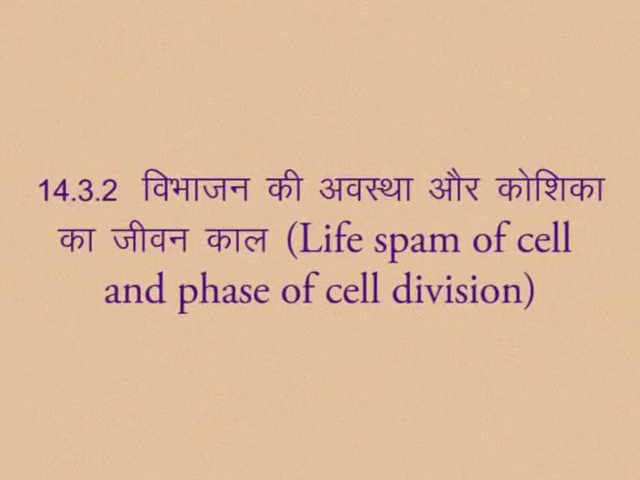 14.3.2 विभाजन की अवस्था और कोशिका
का जीवन काल (Life spam of cell
and phase of cell division)